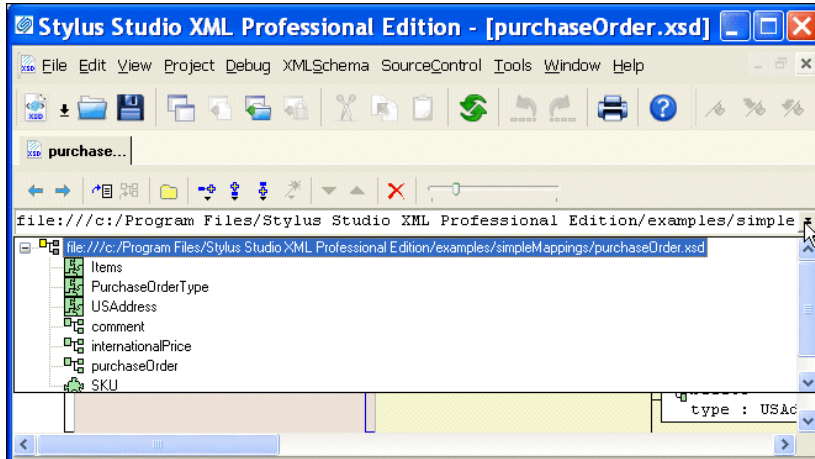 Stylus Studio XML Professional Edition - [purchaseOrder.xsd]
File Edit View Project Debug XMLSchema SourceControl Tools Window Help
purchase...
file:///c:/Program Files/Stylus Studio XML Professional Edition/examples/simple
file:///c:/Program Files/Stylus Studio XML Professional Edition/examples/simpleMappings/purchaseOrder.xsd
Items
PurchaseOrderType
USAddress
comment
internationalPrice
purchaseOrder
SKU
type : USAd